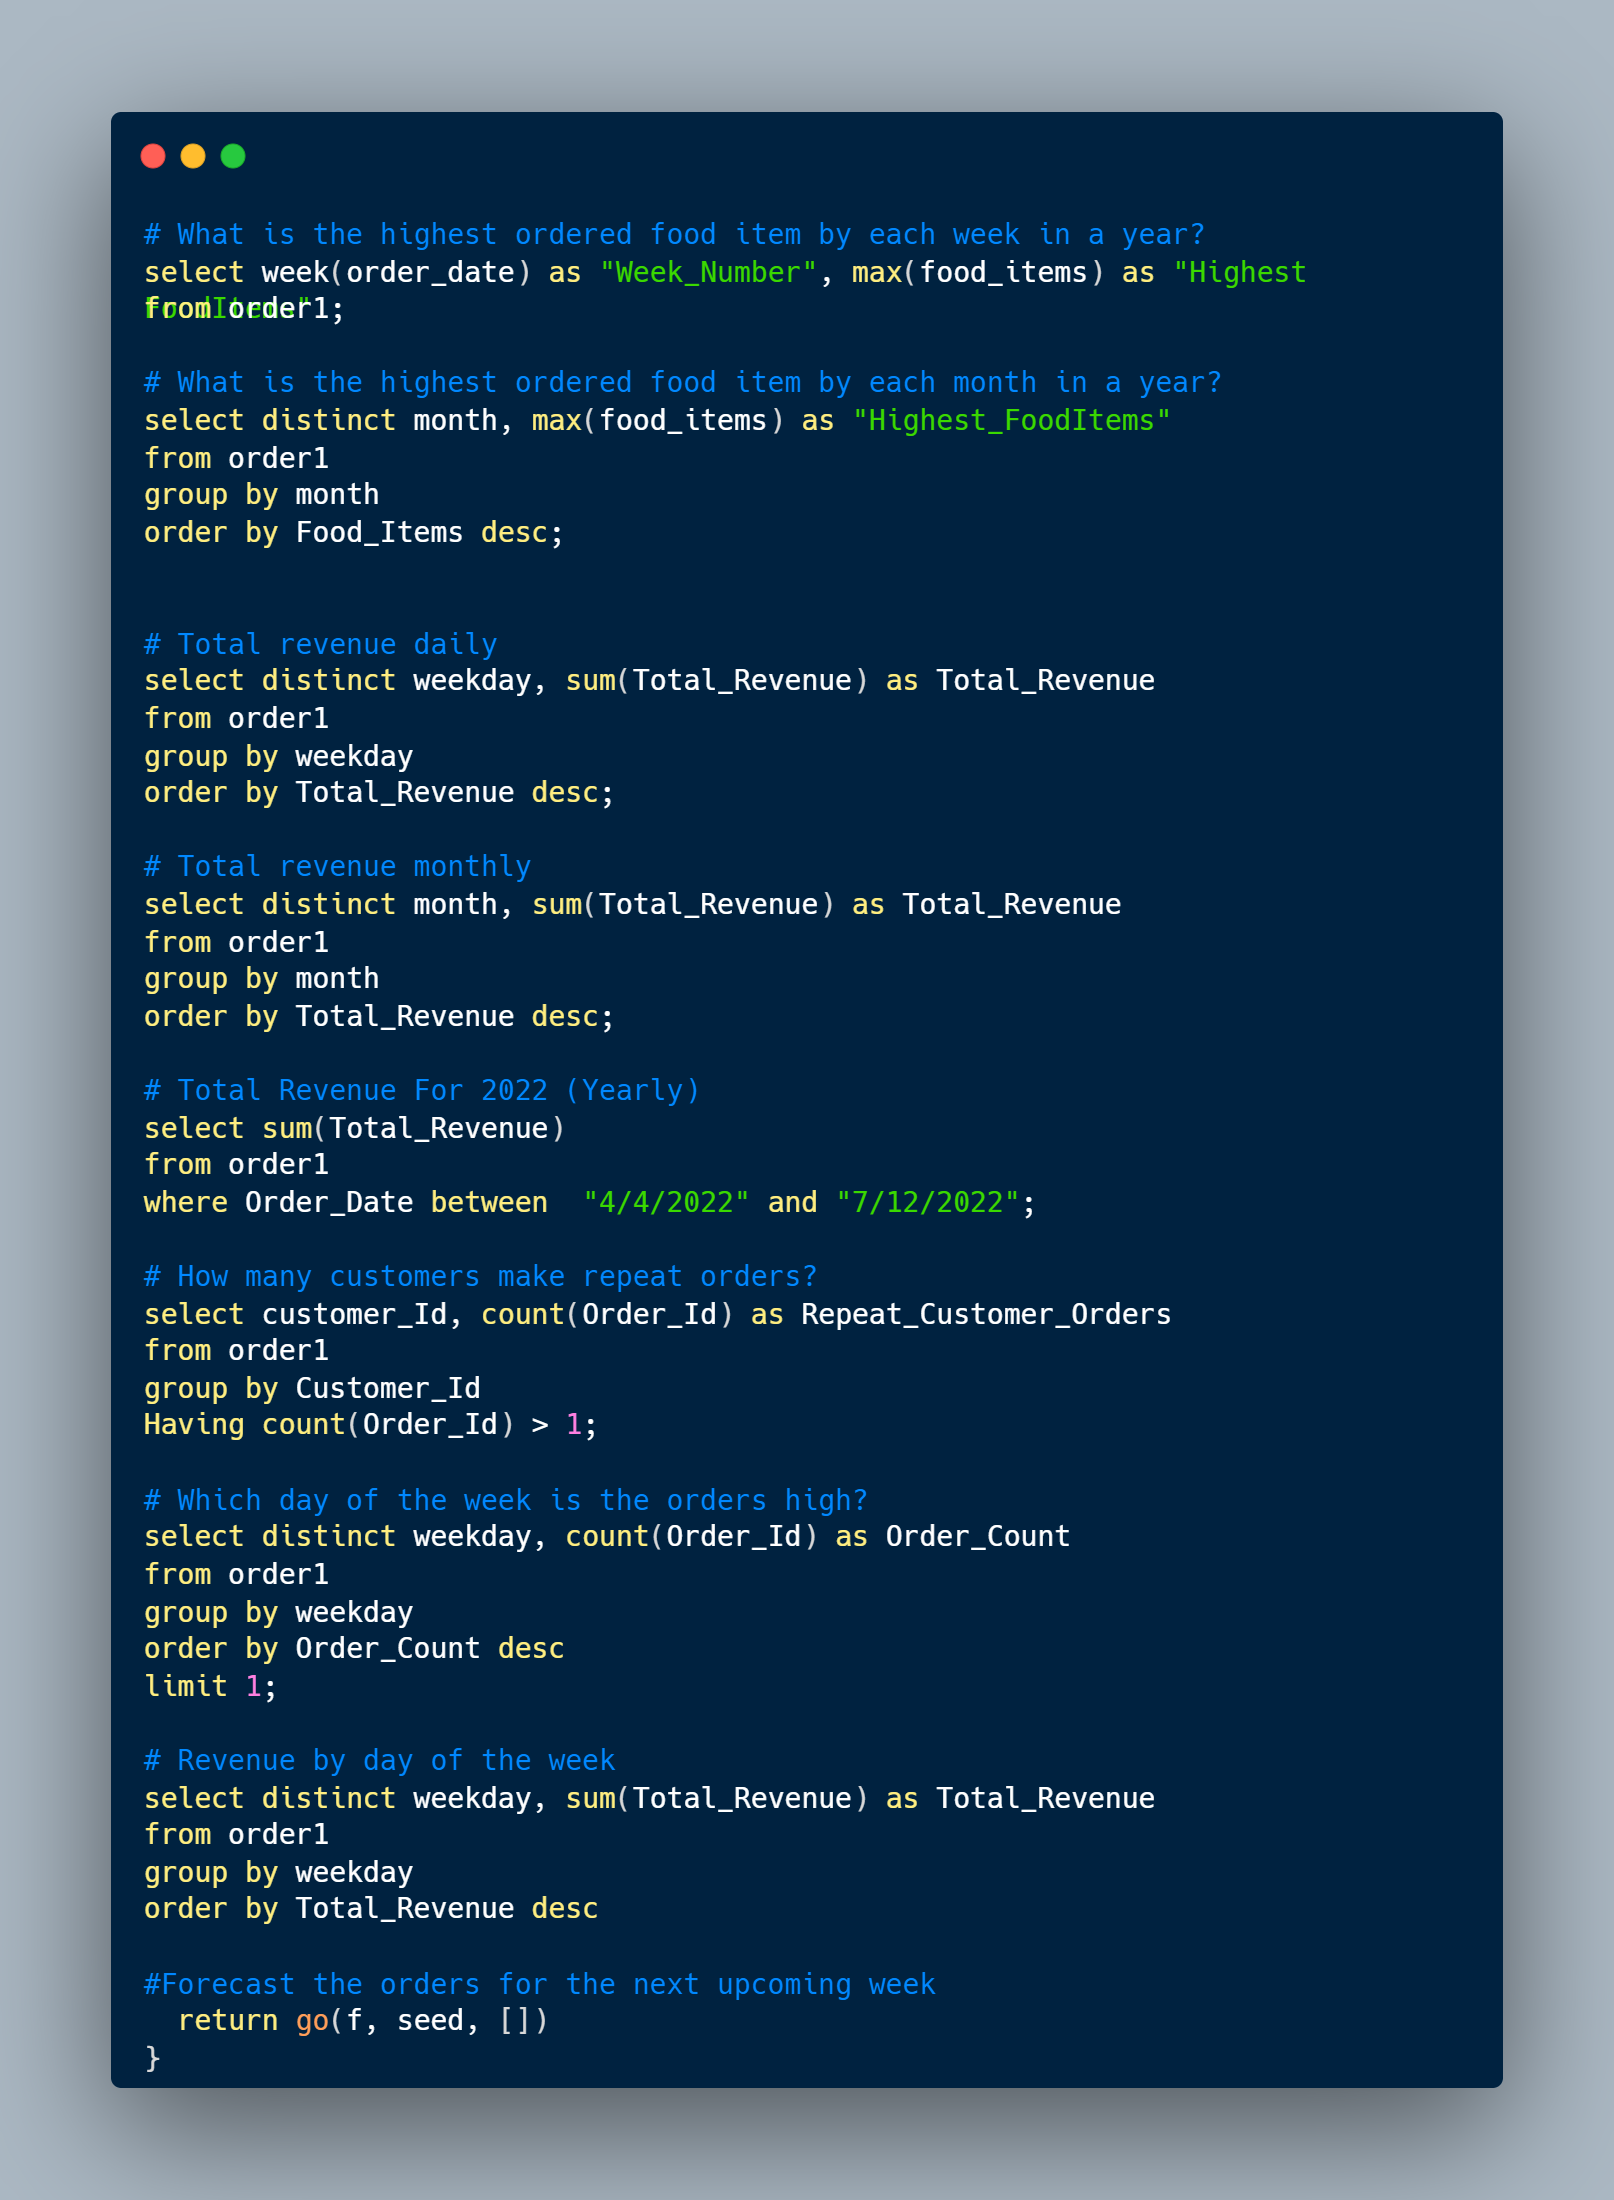 # What is the highest ordered food item by each week in a year?
select week(order_date) as "Week_Number", max(food_items) as "Highest
FoodItems"
from order1;
# What is the highest ordered food item by each month in a year?
select distinct month, max(food_items) as "Highest_FoodItems"
from order1
group by month
order by Food_Items desc;
# Total revenue daily
select distinct weekday, sum(Total_Revenue) as Total_Revenue
from order1
group by weekday
order by Total_Revenue desc;
# Total revenue monthly
select distinct month, sum(Total_Revenue) as Total_Revenue
from order1
group by month
order by Total_Revenue desc;
# Total Revenue For 2022 (Yearly)
select sum(Total_Revenue)
from order1
where Order_Date between  "4/4/2022" and "7/12/2022";
# How many customers make repeat orders?
select customer_Id, count(Order_Id) as Repeat_Customer_Orders
from order1
group by Customer_Id
Having count(Order_Id) > 1;
# Which day of the week is the orders high?
select distinct weekday, count(Order_Id) as Order_Count
from order1
group by weekday
order by Order_Count desc
limit 1;
# Revenue by day of the week
select distinct weekday, sum(Total_Revenue) as Total_Revenue
from order1
group by weekday
order by Total_Revenue desc
#Forecast the orders for the next upcoming week
  return go(f, seed, [])
}